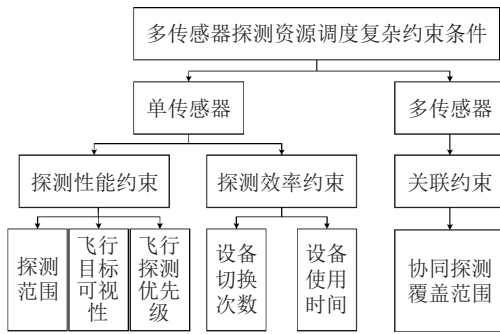 多传感器探测资源调度复杂约束条件
单传感器
多传感器
探测性能约束
探测效率约束
关联约束
探测
范围
飞行
目标
可视
性
飞行
探测
优先
级
设备
切换
次数
设备
使用
时间
协同探测
覆盖范围